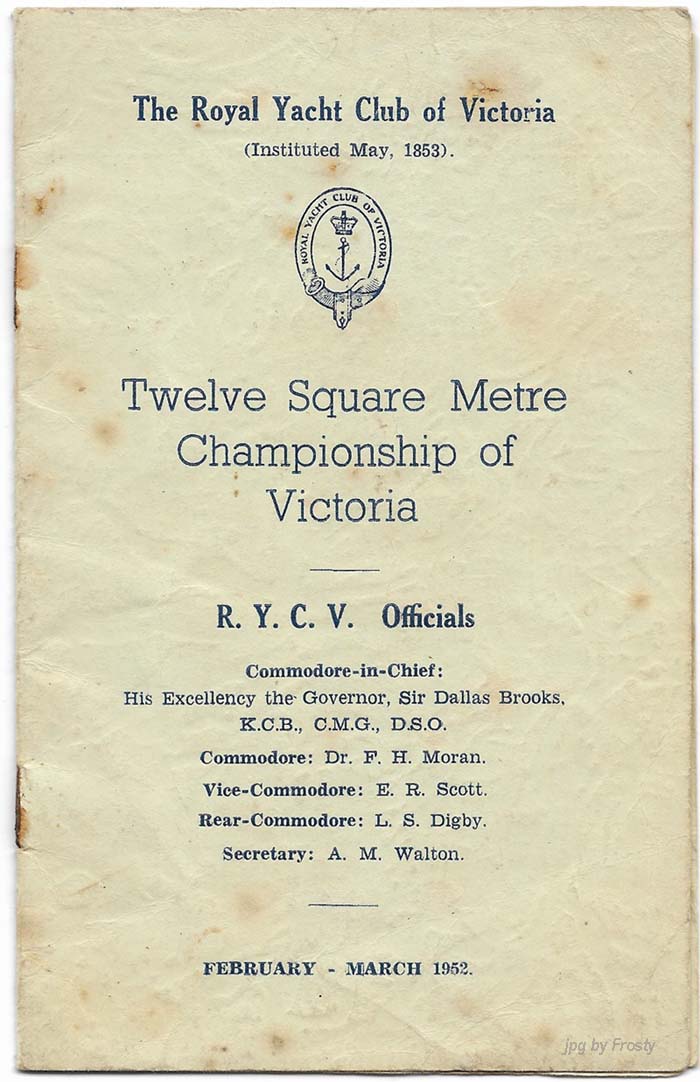 The Royal Yacht Club of Victoria
(Instituted May, 1853).
ROYAL YACHT CLUB OF VICTORIA
Twelve Square Metre
Championship of
Victoria
R. Y. C. V. Officials
Commodore-in-Chief:
His Excellency the Governor, Sir Dallas Brooks,
K.C.B., C.M.G., D.S.O.
Commodore: Dr. F. H. Moran.
Vice-Commodore: E. R. Scott.
Rear-Commodore: L. S. Digby.
Secretary: A. M. Walton.
FEBRUARY - MARCH 1952.
jpg by Frosty